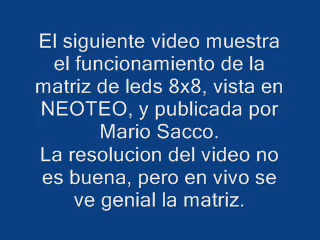 El siguiente video muestra
el funcionamiento de la
matriz de leds 8x8, vista en
NEOTEO, y publicada por
Mario Sacco.
La resolucion del video no
es buena, pero en vivo se
ve genial la matriz.